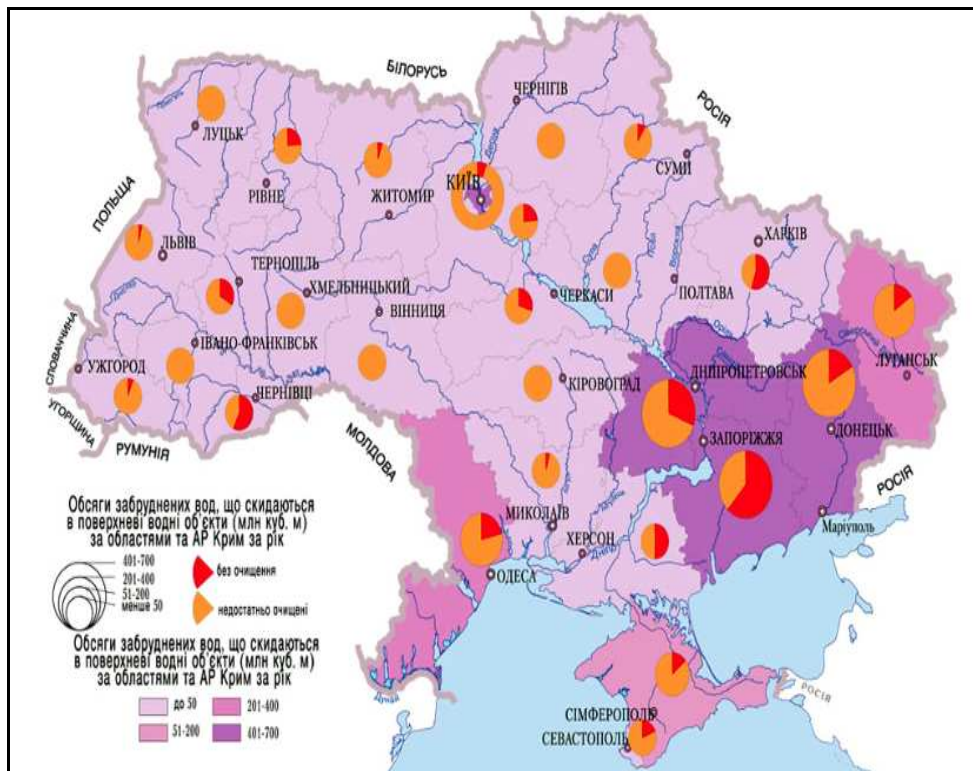 БІЛОРУСЬ
РОСІЯ
ЧЕРНІГІВ
ЛУЦЬК
РІВНЕ
СУМИ
КИЇВ
Десна
ЖИТОМИР
ПОЛЬЩА
ЛЬВІВ
ХАРКІВ
ТЕРНОПІЛЬ
ХМЕЛЬНИЦЬКИЙ
ЧЕРКАСИ
ПОЛТАВА
ВІННИЦЯ
СЛОВАЧЧИНА
ІВАНО-ФРАНКІВСЬК
УЖГОРОД
ЛУГАНСЬК
КІРОВОГРАД
ДНІПРОПЕТРОВСЬК
ЧЕРНІВЦІ
УГОРЩИНА
РУМУНІЯ
МОЛДОВА
ЗАПОРІЖЖЯ
ДОНЕЦЬК
РОСІЯ
МИКОЛАЇВ
Маріуполь
ХЕРСОН
Дніпро
ОДЕСА
Дунай
РОСІЯ
СІМФЕРОПОЛЬ
СЕВАСТОПОЛЬ
Обсяги забруднених вод, що скидаються
в поверхневі водні об'єкти (млн куб. м)
за областями та АР Крим за рік
401-700
201-400
51-200
менше 50
без очищення
недостатньо очищені
Обсяги забруднених вод, що скидаються
в поверхневі водні об'єкти (млн куб. м)
за областями та АР Крим за рік
до 50
201-400
51-200
401-700